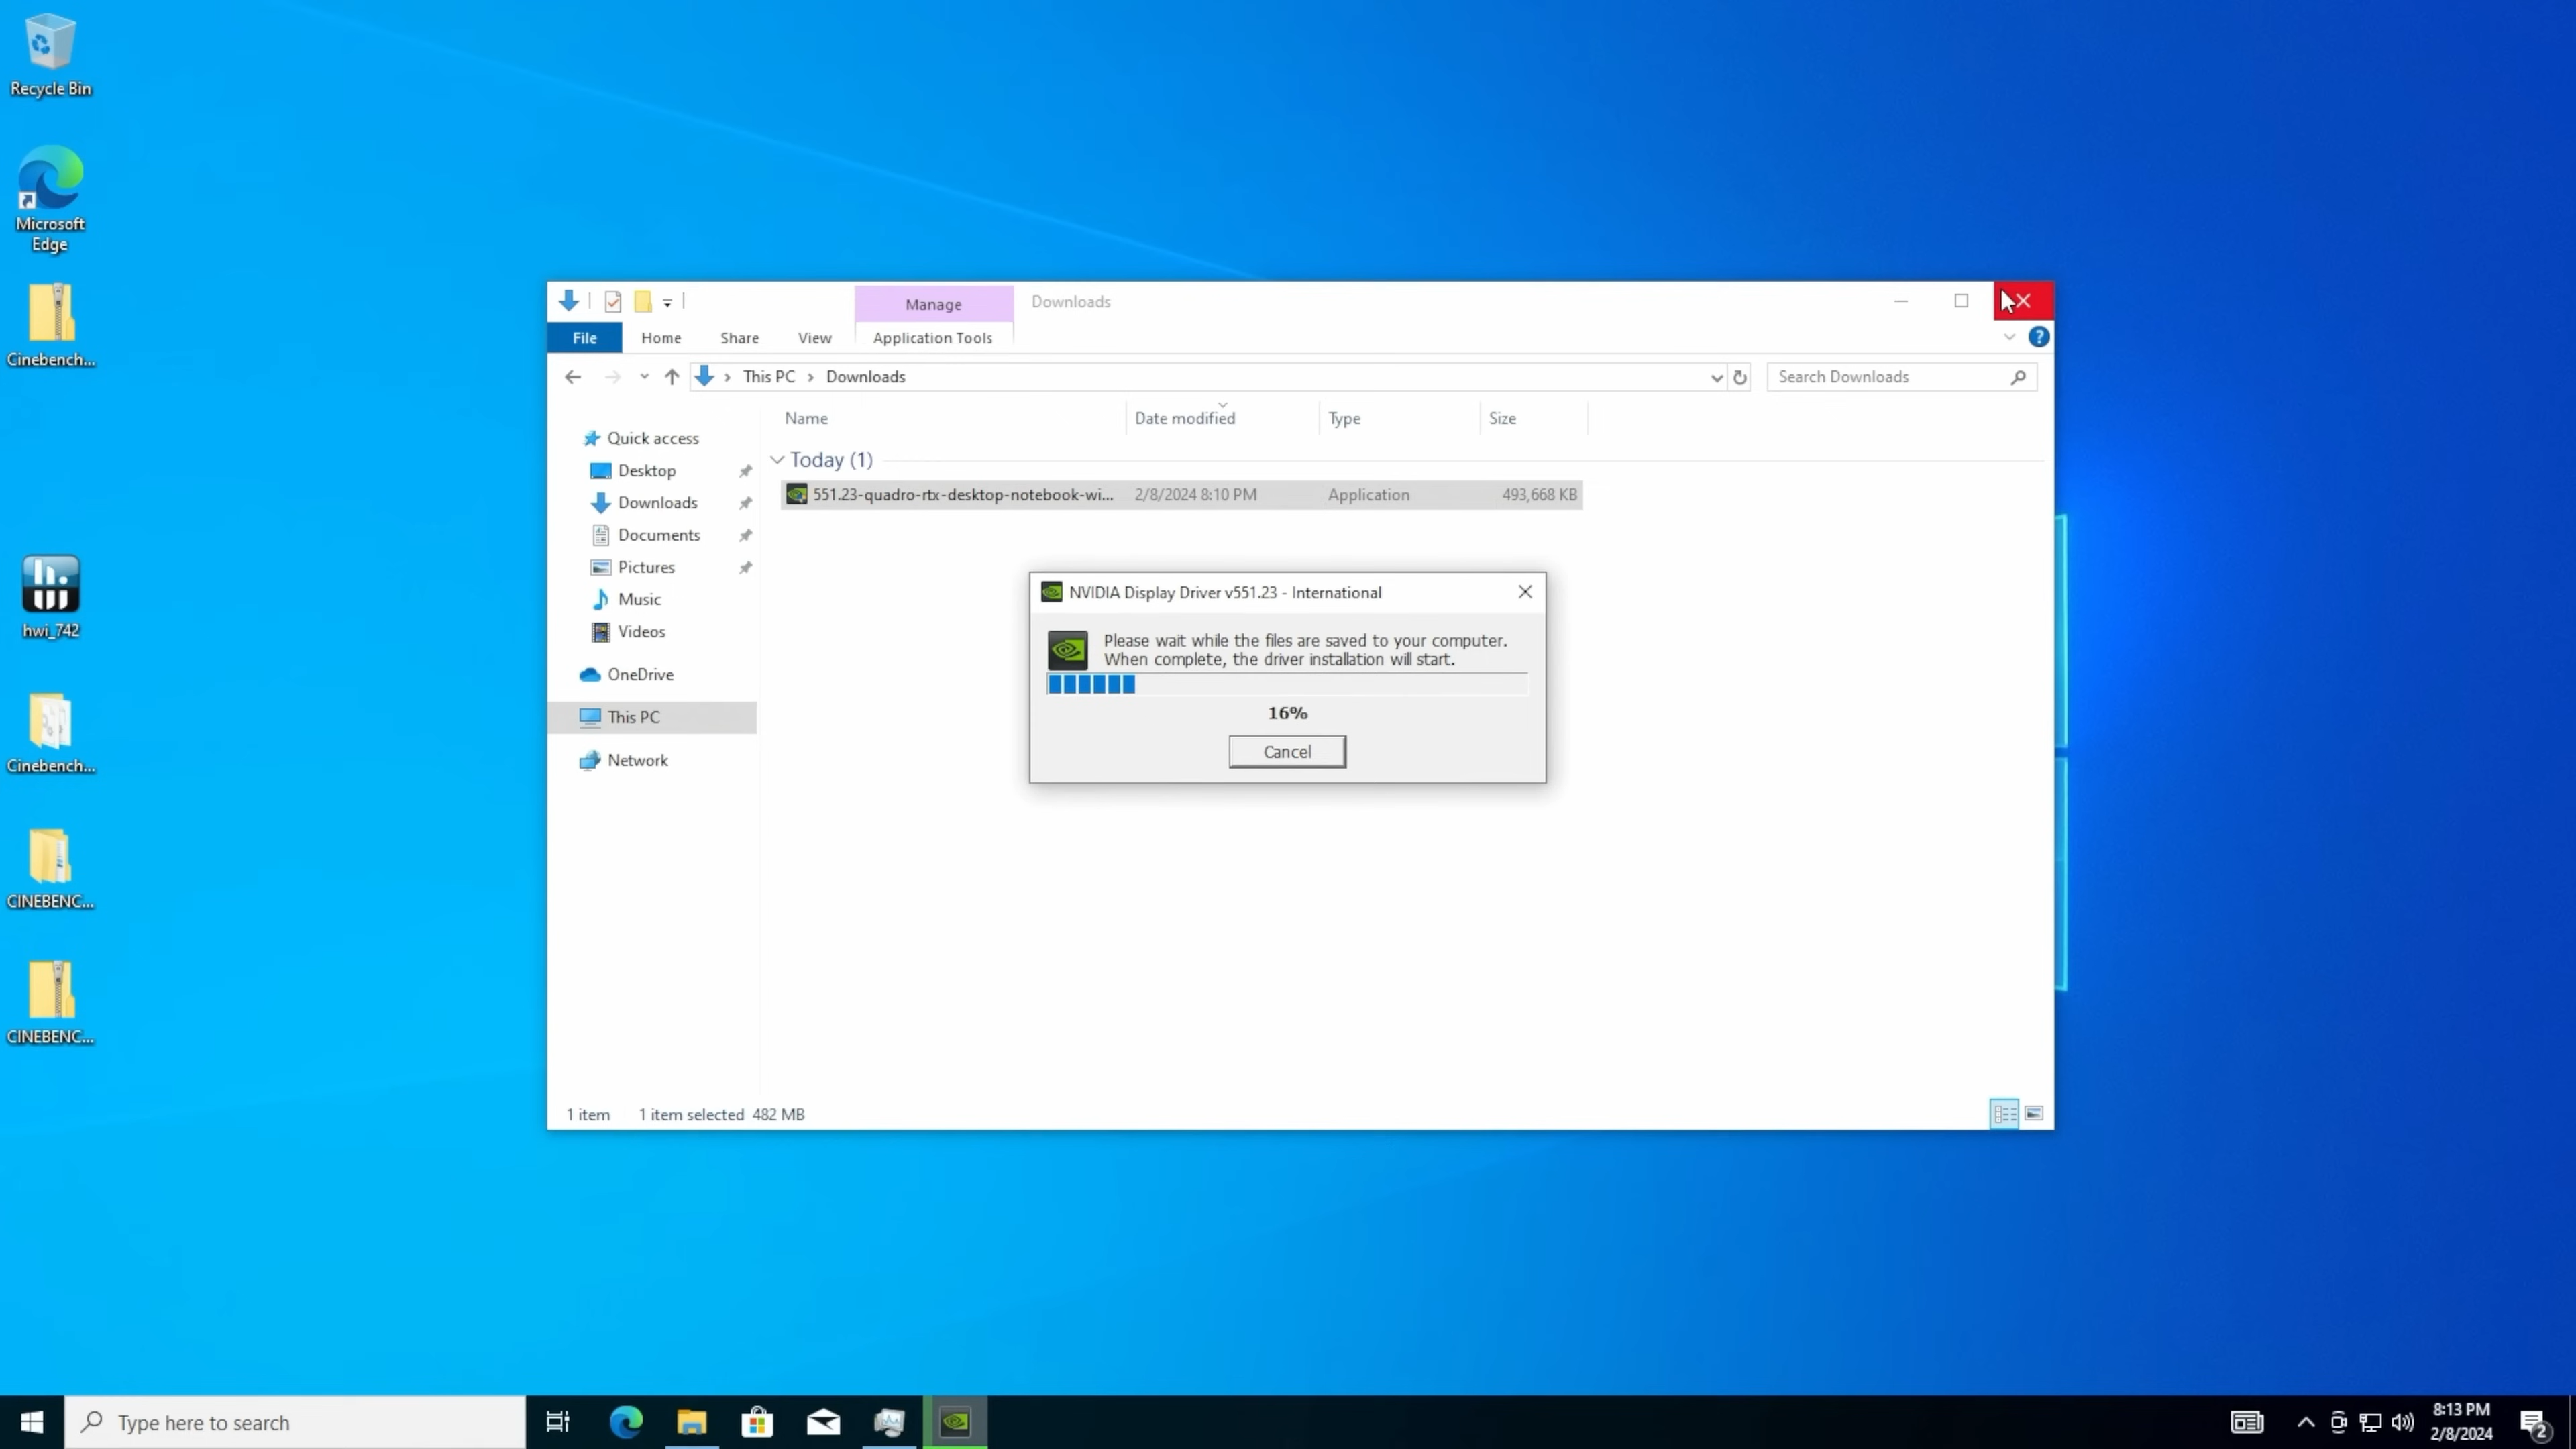 Recycle Bin
Microsoft
Edge
Cinebench...
hwi_742
Cinebench...
CINEBENC...
CINEBENC...
Manage
Downloads
File
Home
Share
View
Application Tools
This PC
Downloads
Search Downloads
Name
Date modified
Type
Size
Quick access
Desktop
Downloads
Documents
Pictures
Music
Videos
OneDrive
This PC
Network
Today (1)
551.23-quadro-rtx-desktop-notebook-wi...
2/8/2024 8:10 PM
Application
493,668 KB
NVIDIA Display Driver v551.23 - International
Please wait while the files are saved to your computer.
When complete, the driver installation will start.
16%
Cancel
1 item
1 item selected 482 MB
Type here to search
8:13 PM
2/8/2024
2